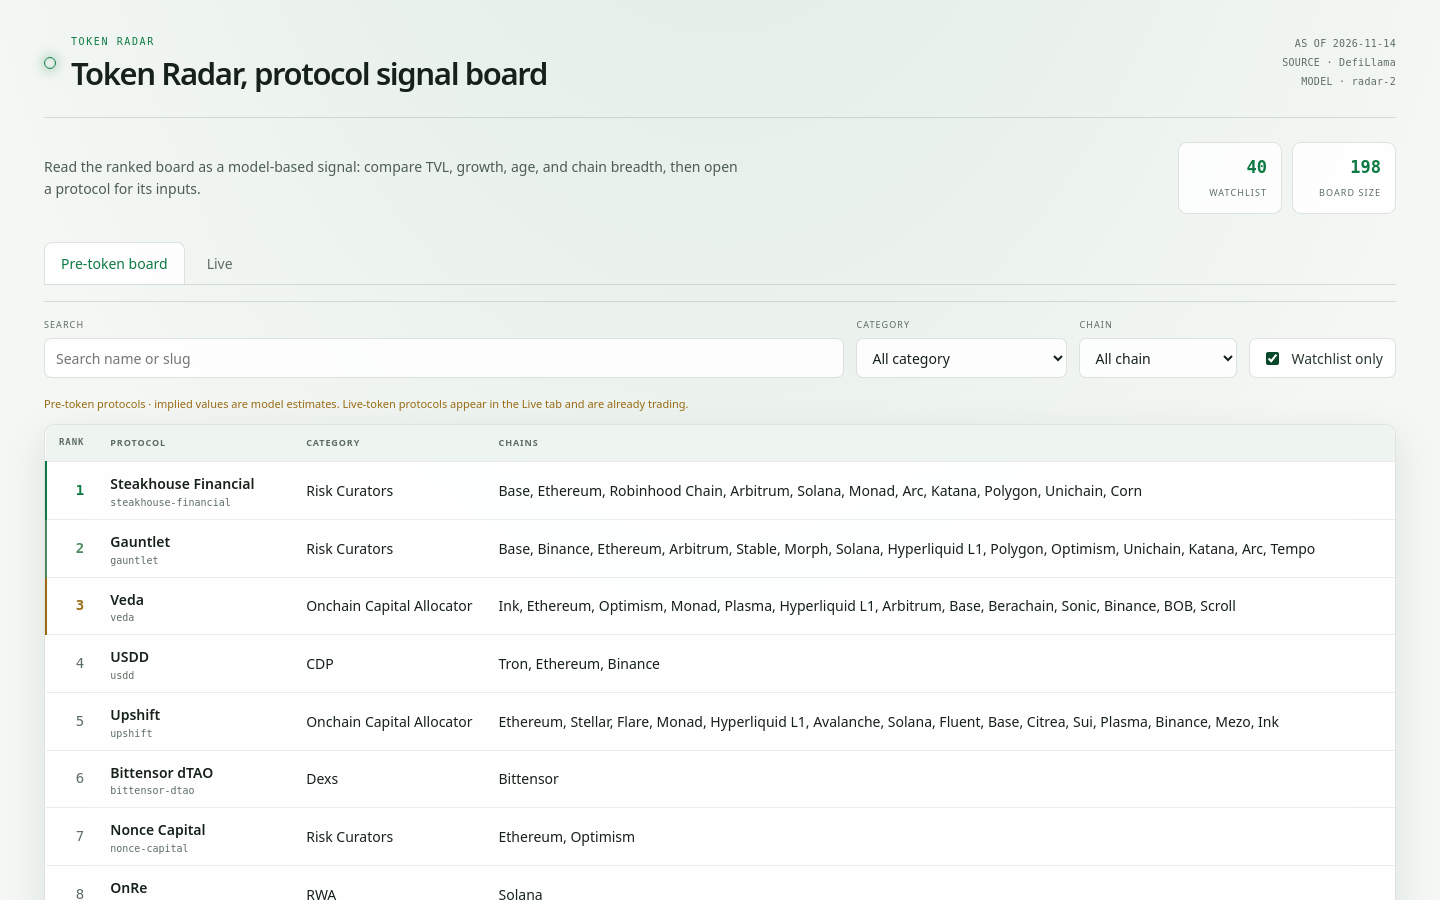 TOKEN RADAR
Token Radar, protocol signal board
AS OF 2026-11-14
SOURCE · DefiLlama
MODEL · radar-2
Read the ranked board as a model-based signal: compare TVL, growth, age, and chain breadth, then open
a protocol for its inputs.
40
WATCHLIST
198
BOARD SIZE
Pre-token board
Live
SEARCH
CATEGORY
CHAIN
Search name or slug
All category
All chain
Watchlist only
Pre-token protocols · implied values are model estimates. Live-token protocols appear in the Live tab and are already trading.
RANK PROTOCOL CATEGORY CHAINS
1 Steakhouse Financial Risk Curators Base, Ethereum, Robinhood Chain, Arbitrum, Solana, Monad, Arc, Katana, Polygon, Unichain, Corn
steakhouse-financial
2 Gauntlet Risk Curators Base, Binance, Ethereum, Arbitrum, Stable, Morph, Solana, Hyperliquid L1, Polygon, Optimism, Unichain, Katana, Arc, Tempo
gauntlet
3 Veda Onchain Capital Allocator Ink, Ethereum, Optimism, Monad, Plasma, Hyperliquid L1, Arbitrum, Base, Berachain, Sonic, Binance, BOB, Scroll
veda
4 USDD CDP Tron, Ethereum, Binance
usdd
5 Upshift Onchain Capital Allocator Ethereum, Stellar, Flare, Monad, Hyperliquid L1, Avalanche, Solana, Fluent, Base, Citrea, Sui, Plasma, Binance, Mezo, Ink
upshift
6 Bittensor dTAO Dexs Bittensor
bittensor-dtao
7 Nonce Capital Risk Curators Ethereum, Optimism
nonce-capital
8 OnRe RWA Solana